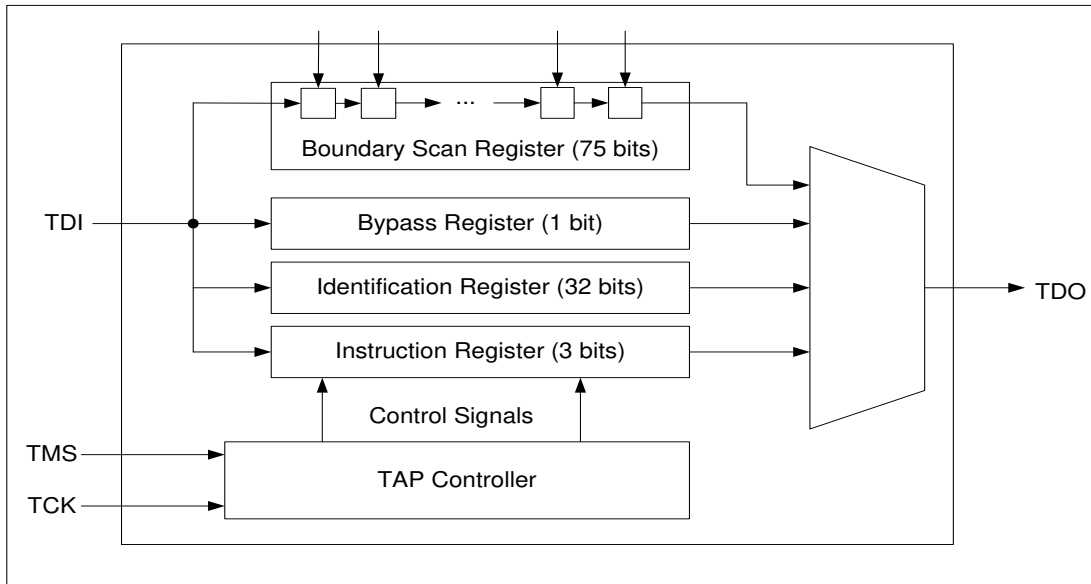 ...
Boundary Scan Register (75 bits)
TDI
Bypass Register (1 bit)
Identification Register (32 bits)
TDO
Instruction Register (3 bits)
Control Signals
TMS
TAP Controller
TCK